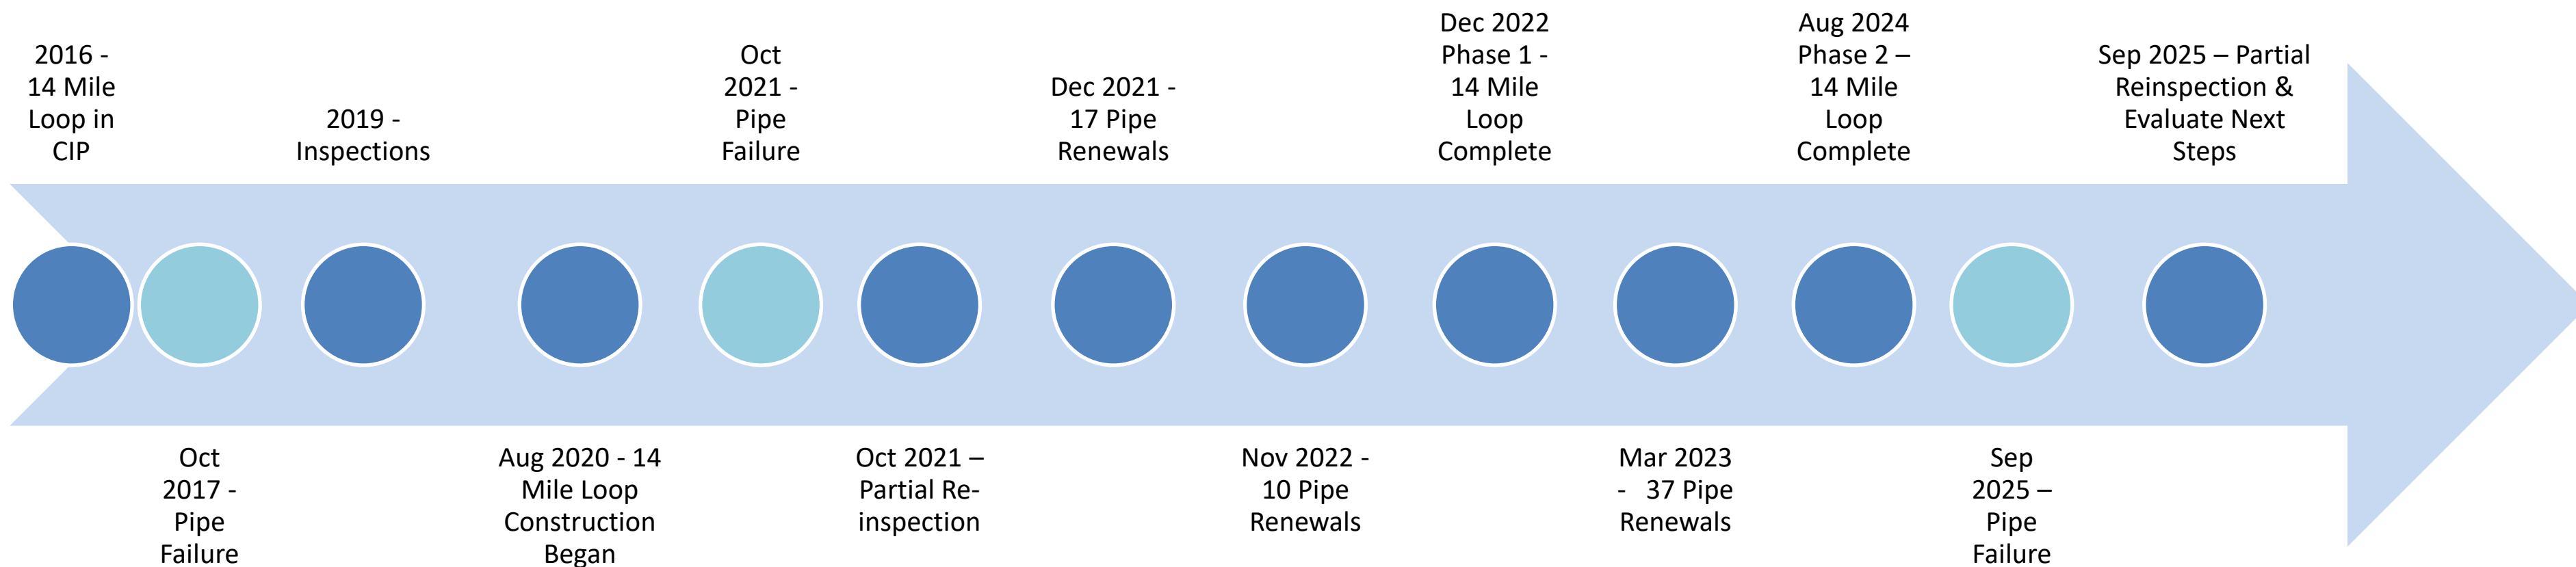 2016 -
14 Mile
Loop in
CIP
Oct
2017 -
Pipe
Failure
2019 -
Inspections
Aug 2020 - 14
Mile Loop
Construction
Began
Oct
2021 -
Pipe
Failure
Oct 2021 –
Partial Re-
inspection
Dec 2021 -
17 Pipe
Renewals
Nov 2022 -
10 Pipe
Renewals
Dec 2022
Phase 1 -
14 Mile
Loop
Complete
Mar 2023
- 37 Pipe
Renewals
Aug 2024
Phase 2 –
14 Mile
Loop
Complete
Sep
2025 –
Pipe
Failure
Sep 2025 – Partial
Reinspection &
Evaluate Next
Steps